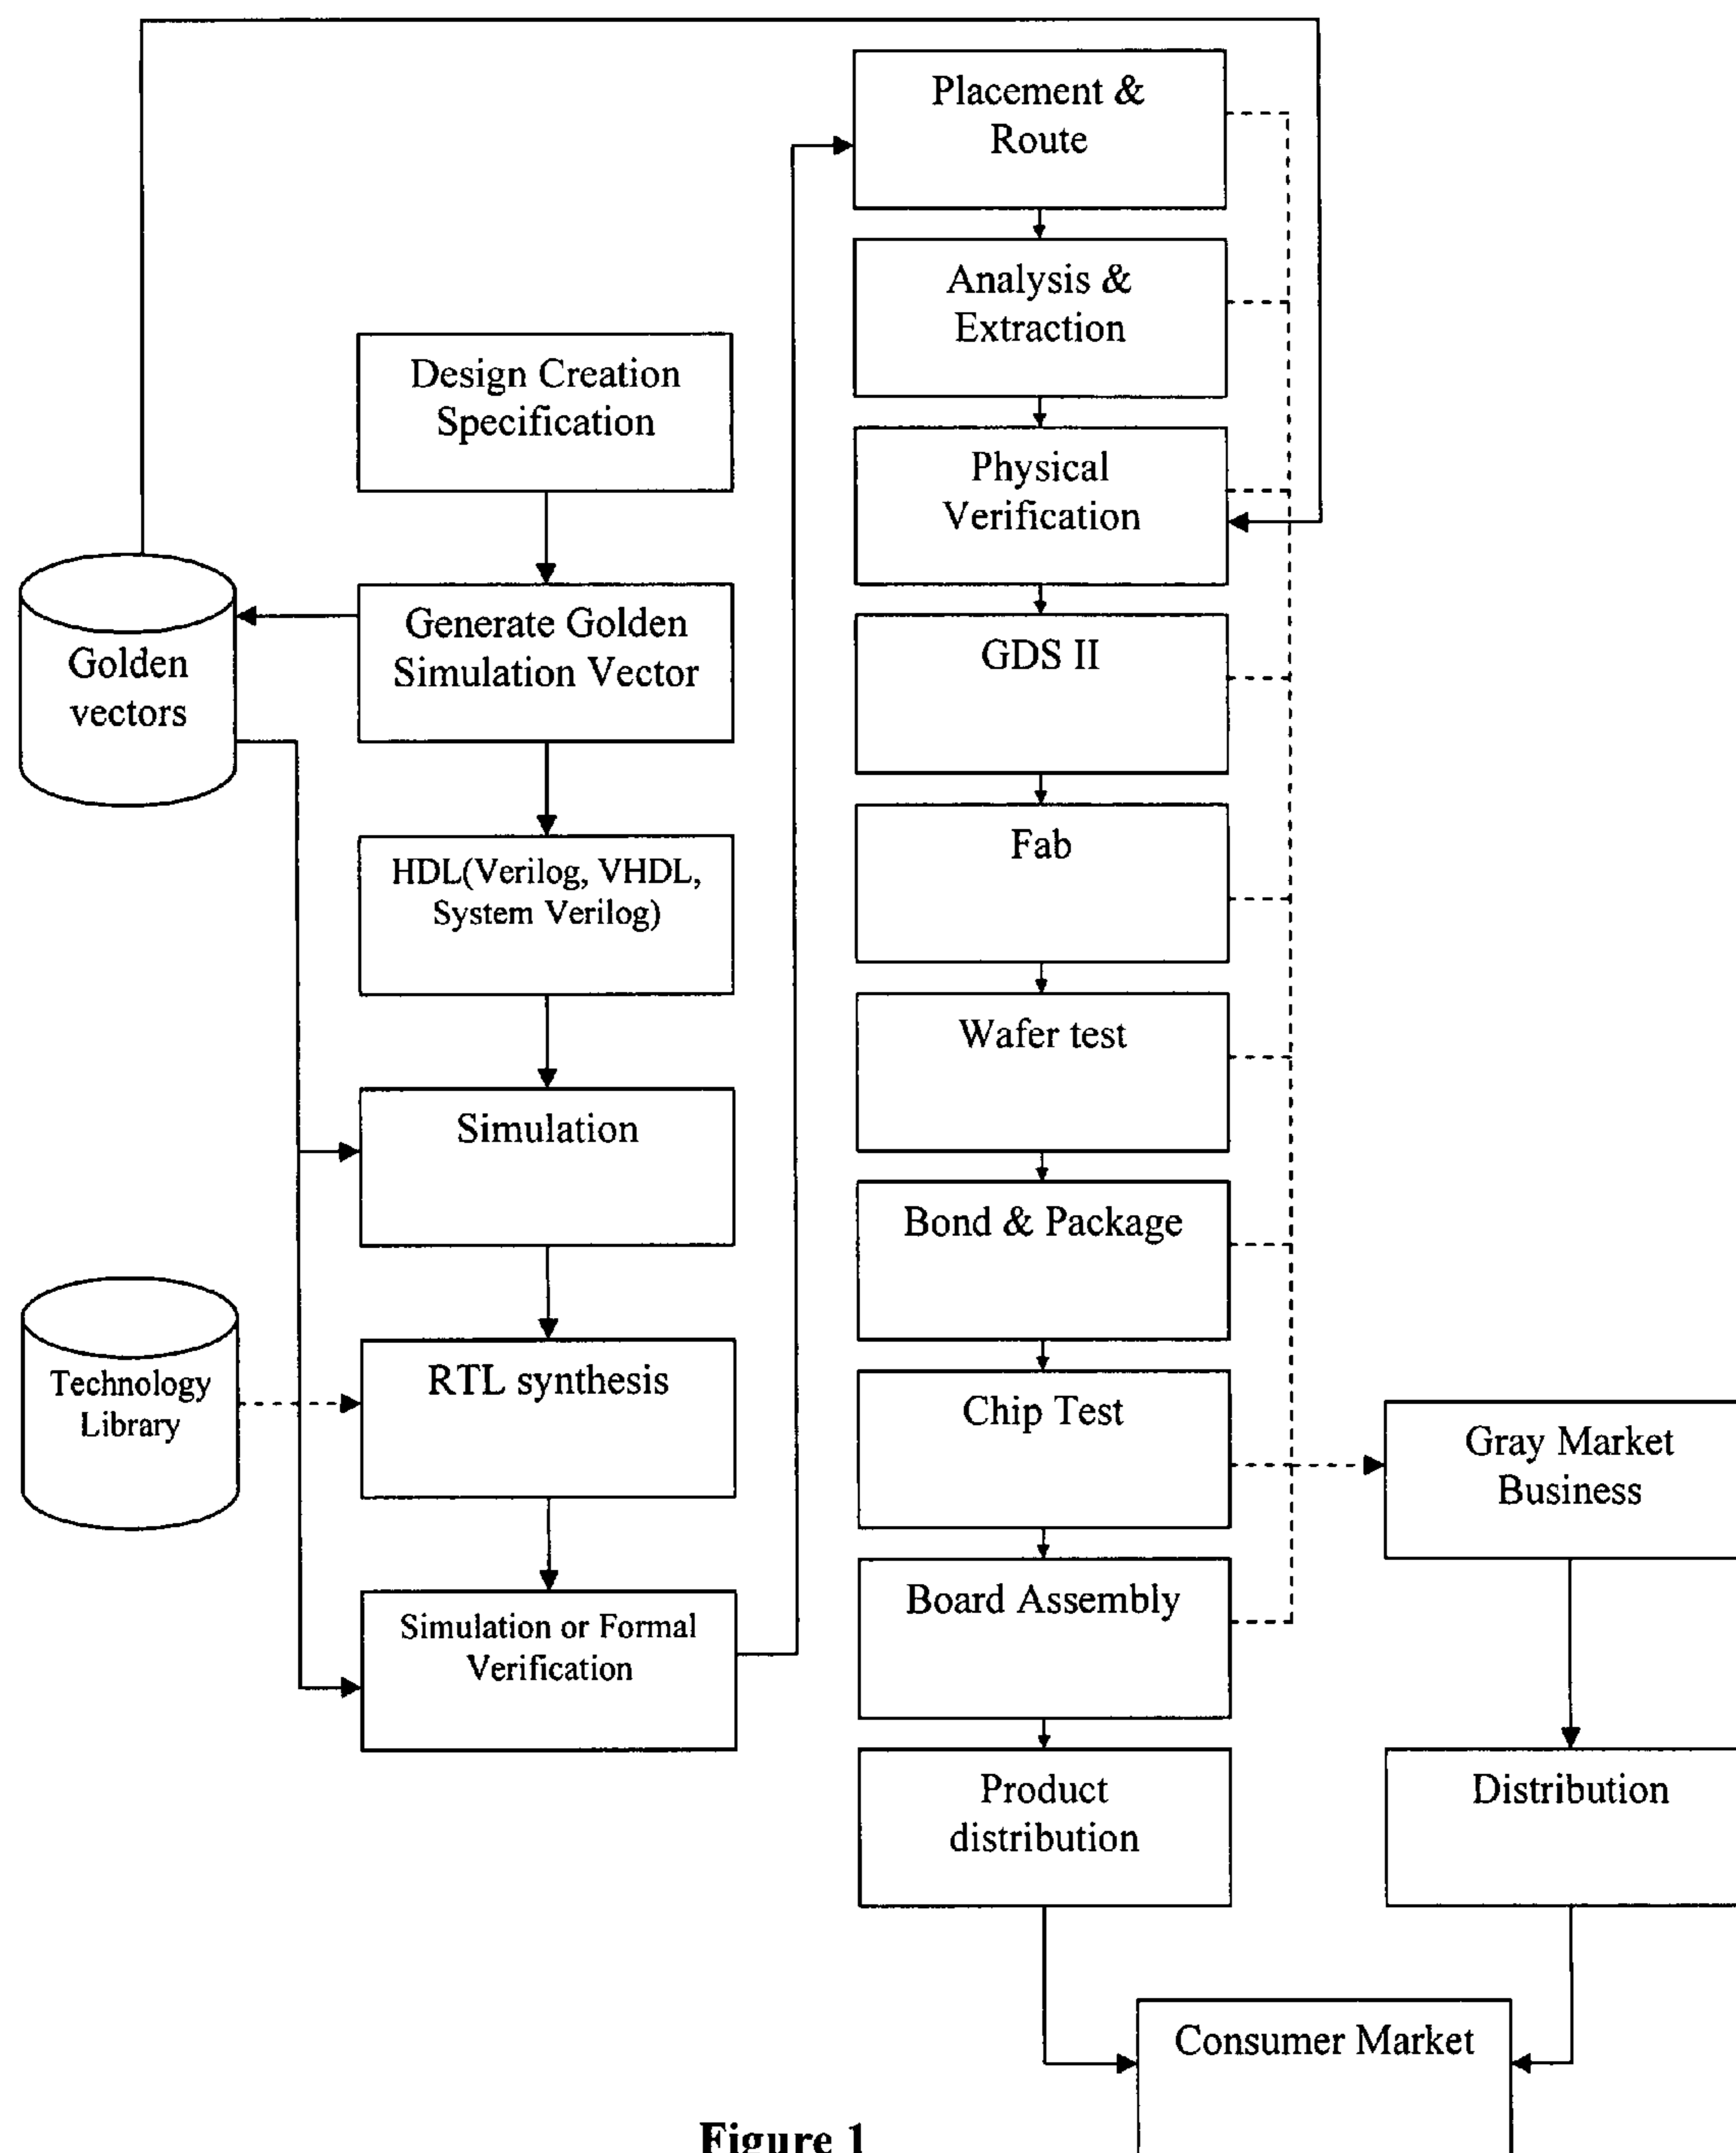 Placement &
Route
Analysis &
Extraction
Design Creation
Specification
Physical
Verification
Generate Golden
Simulation Vector
Golden
vectors
GDS II
HDL(Verilog, VHDL,
System Verilog)
Fab
Wafer test
Simulation
Bond & Package
Technology
Library
RTL synthesis
Chip Test
Gray Market
Business
Simulation or Formal
Verification
Board Assembly
Product
distribution
Distribution
Consumer Market
Figure 1